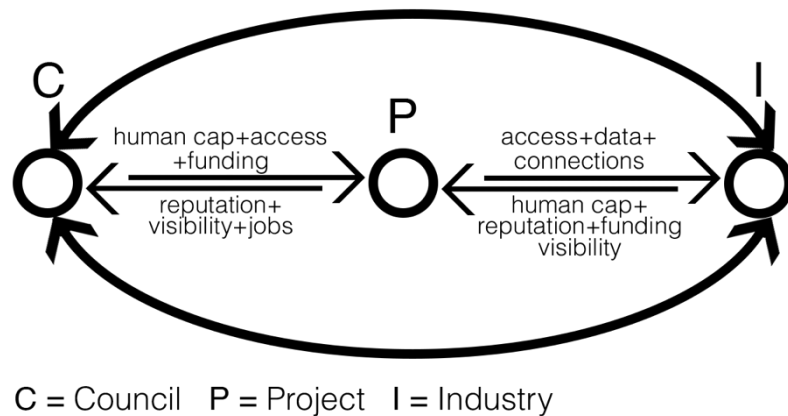 C
I
P
human cap+access
+funding
access+data+
connections
reputation+
visibility+jobs
human cap+
reputation+funding
visibility
C = Council P = Project I = Industry